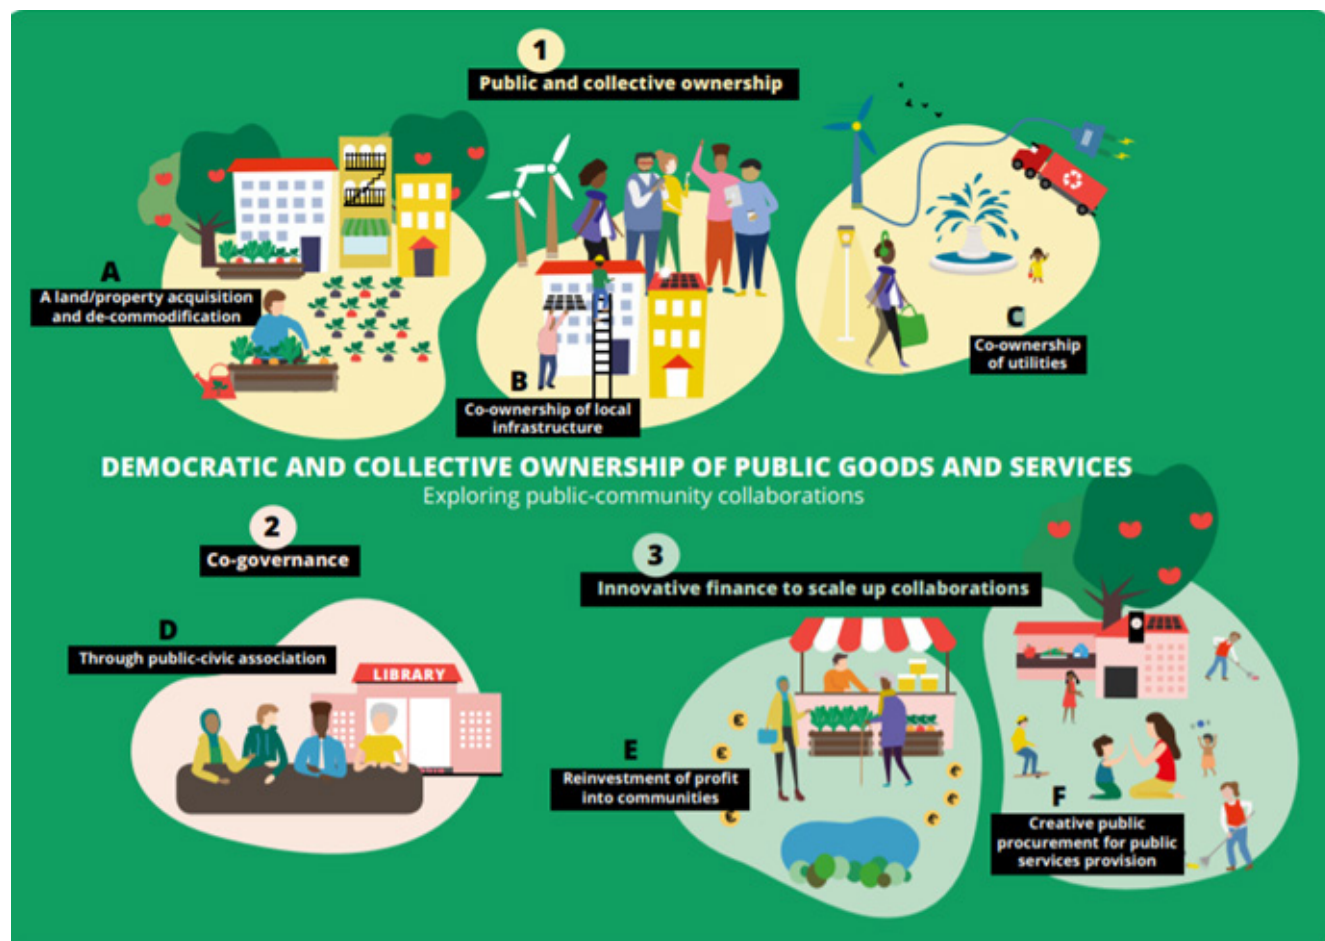 1
Public and collective ownership
A
A land/property acquisition
and de-commodification
B
Co-ownership of local
infrastructure
C
Co-ownership
of utilities
DEMOCRATIC AND COLLECTIVE OWNERSHIP OF PUBLIC GOODS AND SERVICES
Exploring public-community collaborations
2
Co-governance
D
Through public-civic association
LIBRARY
3
Innovative finance to scale up collaborations
E
Reinvestment of profit
into communities
F
Creative public
procurement for public
services provision